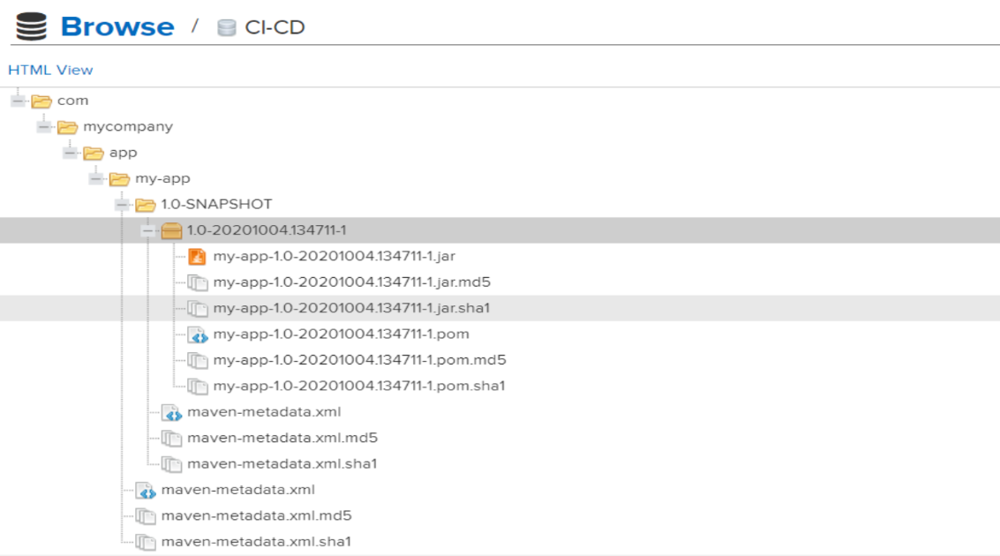 Browse / CI-CD
HTML View
com
mycompany
app
my-app
1.0-SNAPSHOT
1.0-20201004.134711-1
my-app-1.0-20201004.134711-1.jar
my-app-1.0-20201004.134711-1.jar.md5
my-app-1.0-20201004.134711-1.jar.sha1
my-app-1.0-20201004.134711-1.pom
my-app-1.0-20201004.134711-1.pom.md5
my-app-1.0-20201004.134711-1.pom.sha1
maven-metadata.xml
maven-metadata.xml.md5
maven-metadata.xml.sha1
maven-metadata.xml
maven-metadata.xml.md5
maven-metadata.xml.sha1